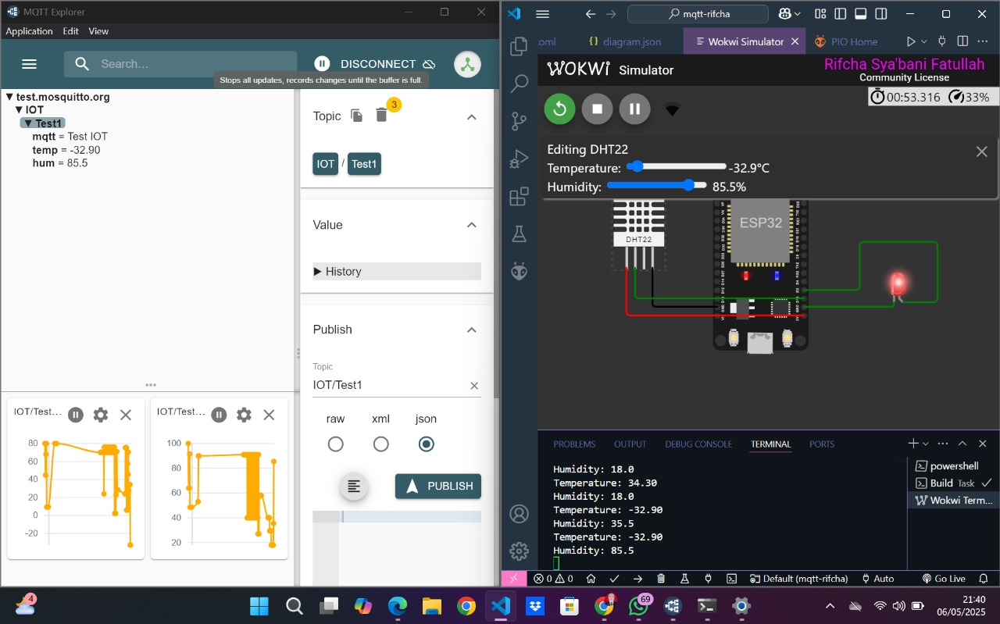 MQTT Explorer
Application Edit View
Search...
DISCONNECT
Stops all updates, records changes until the buffer is full.
test.mosquitto.org
IOT
Test1
mqtt = Test IOT
temp = -32.90
hum = 85.5
Topic
3
IOT / Test1
Value
History
Publish
Topic
IOT/Test1
raw xml json
PUBLISH
IOT/Test...
80
60
40
20
0
-20
IOT/Test...
100
80
60
40
20
mqtt-rifcha
oml
diagram.json
Wokwi Simulator
PIO Home
WOKWI Simulator
Rifcha Sya'bani Fatullah
Community License
00:53.316 33%
Editing DHT22
Temperature: -32.9°C
Humidity: 85.5%
DHT22
ESP32
PROBLEMS OUTPUT DEBUG CONSOLE TERMINAL PORTS
Humidity: 18.0
Temperature: 34.30
Humidity: 18.0
Temperature: -32.90
Humidity: 35.5
Temperature: -32.90
Humidity: 85.5
powershell
Build Task
Wokwi Term...
0 0 Default (mqtt-rifcha) Auto Go Live
4
69
21:40
06/05/2025